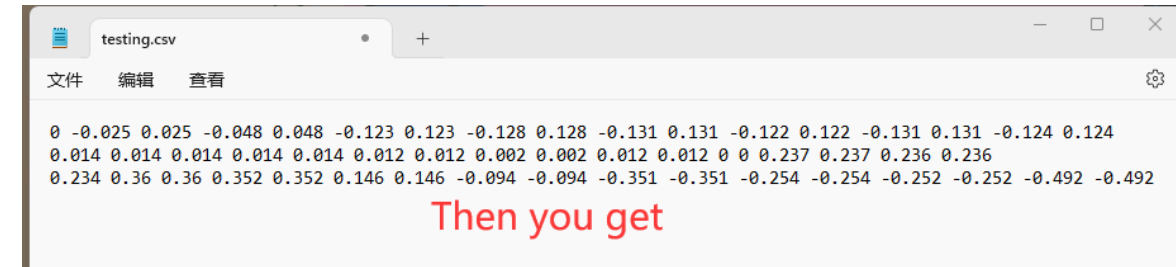 testing.csv
文件 编辑 查看
0 -0.025 0.025 -0.048 0.048 -0.123 0.123 -0.128 0.128 -0.131 0.131 -0.122 0.122 -0.131 0.131 -0.124 0.124
0.014 0.014 0.014 0.014 0.014 0.012 0.012 0.002 0.002 0.012 0.012 0 0 0.237 0.237 0.236 0.236
0.234 0.36 0.36 0.352 0.352 0.146 0.146 -0.094 -0.094 -0.351 -0.351 -0.254 -0.254 -0.252 -0.252 -0.492 -0.492
Then you get